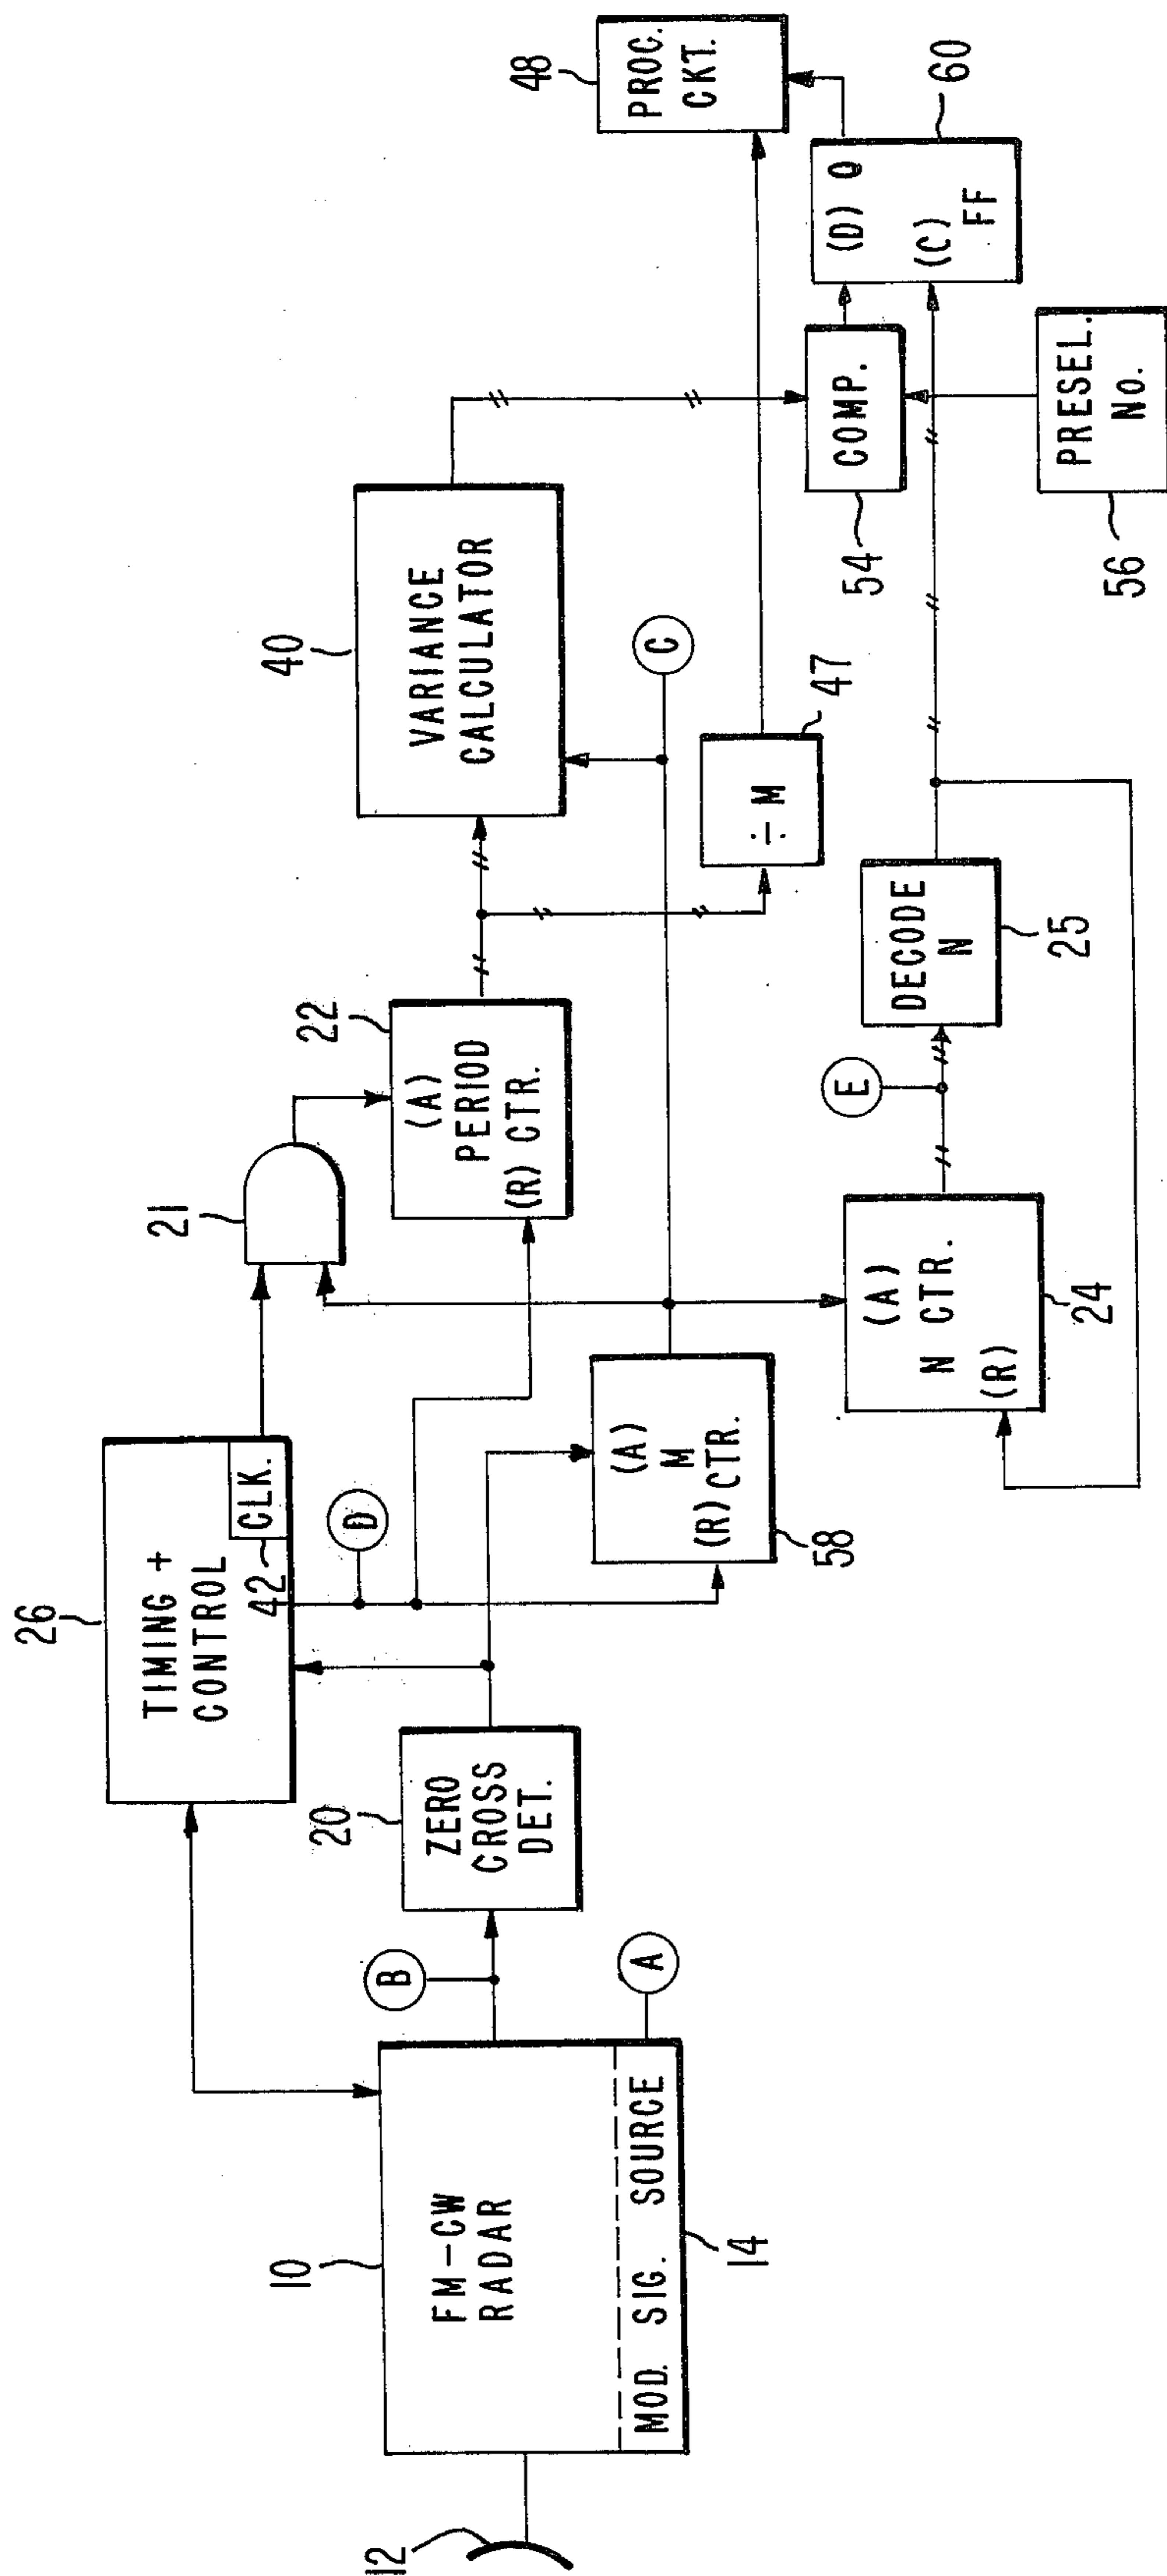 12
10
FM-CW
RADAR
MOD. SIG. SOURCE
14
A
B
20
ZERO
CROSS
DET.
26
TIMING +
CONTROL
42
CLK.
D
21
22
(A)
PERIOD
(R) CTR.
(A)
M
(R) CTR.
58
(A)
N CTR.
(R)
24
E
DECODE
N
25
40
VARIANCE
CALCULATOR
C
÷ M
47
COMP.
54
PRESEL.
NO.
56
(D) Q
(C)
FF
60
48
PROC.
CKT.